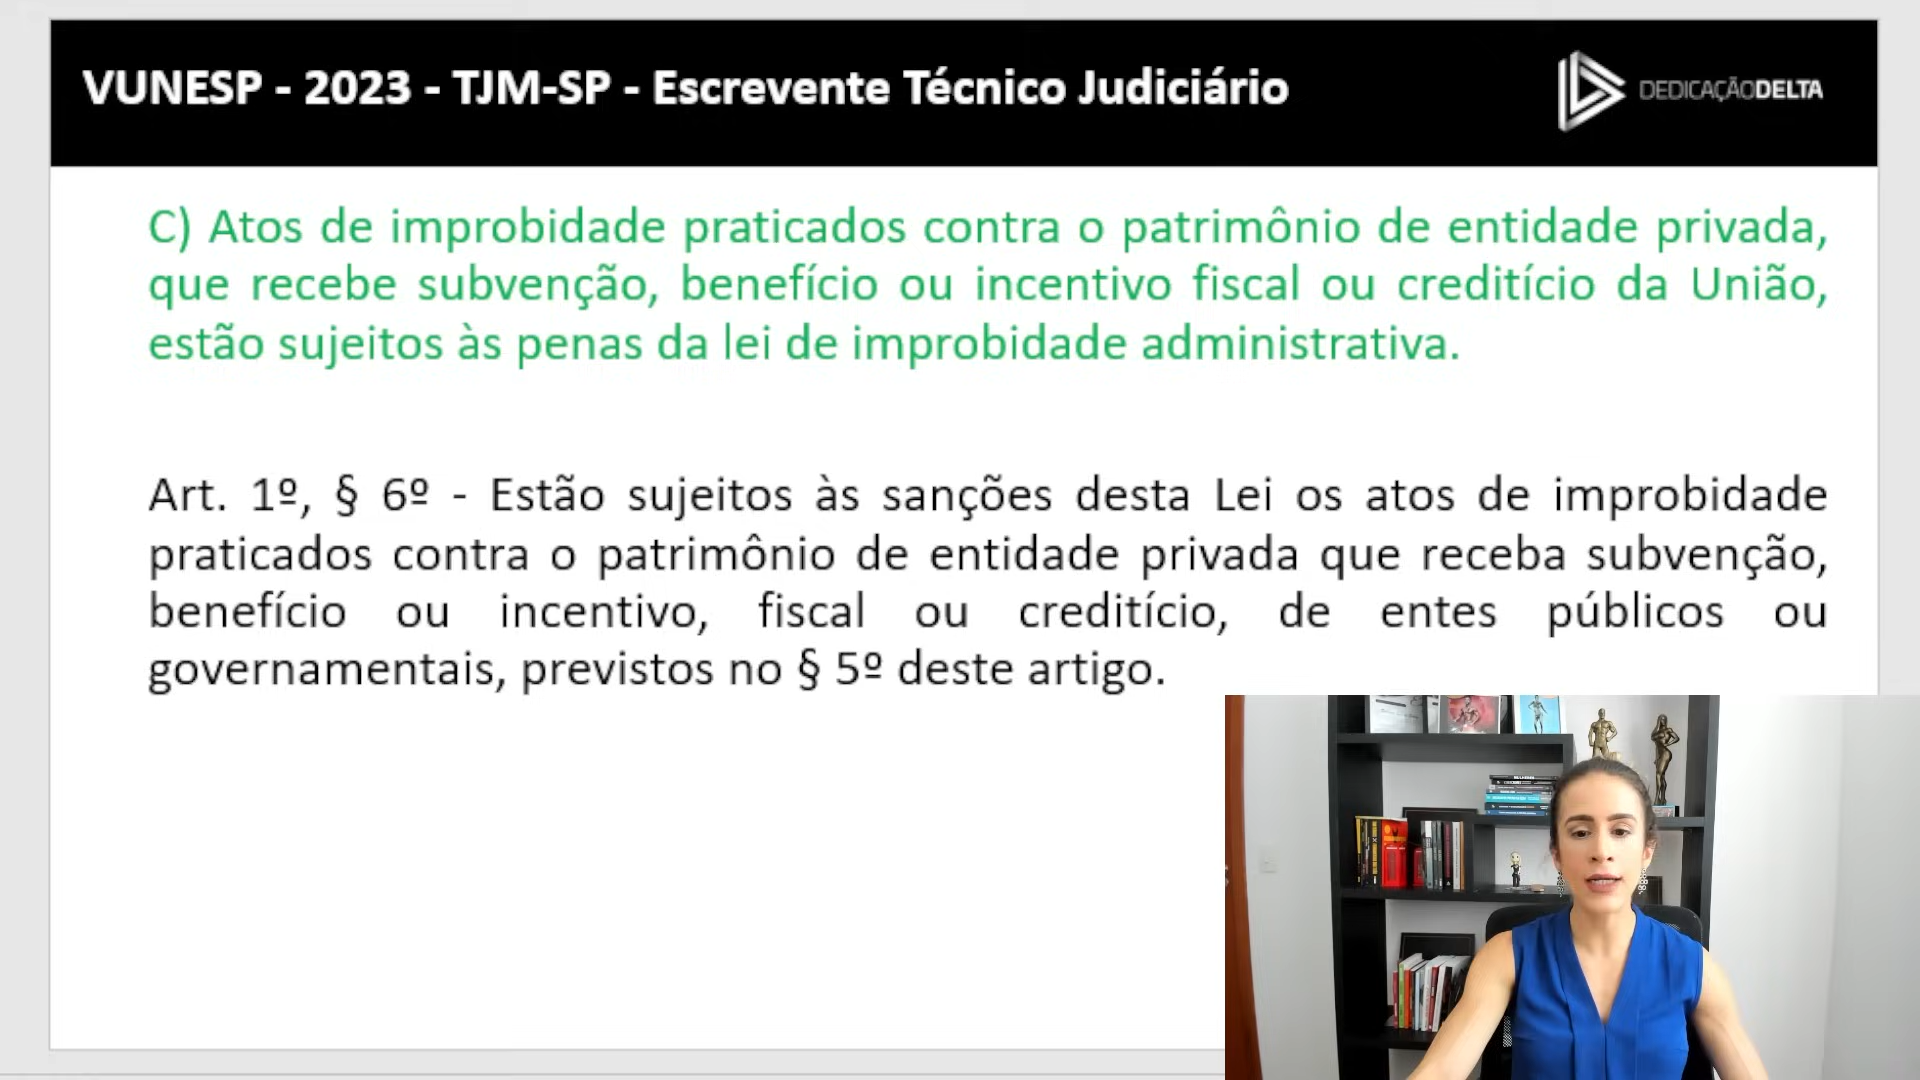 VUNESP - 2023 - TJM-SP - Escrevente Técnico Judiciário
DEDICAÇÃODELTA
C) Atos de improbidade praticados contra o patrimônio de entidade privada,
que recebe subvenção, benefício ou incentivo fiscal ou creditício da União,
estão sujeitos às penas da lei de improbidade administrativa.
Art. 1º, § 6º - Estão sujeitos às sanções desta Lei os atos de improbidade
praticados contra o patrimônio de entidade privada que receba subvenção,
benefício ou incentivo, fiscal ou creditício, de entes públicos ou
governamentais, previstos no § 5º deste artigo.